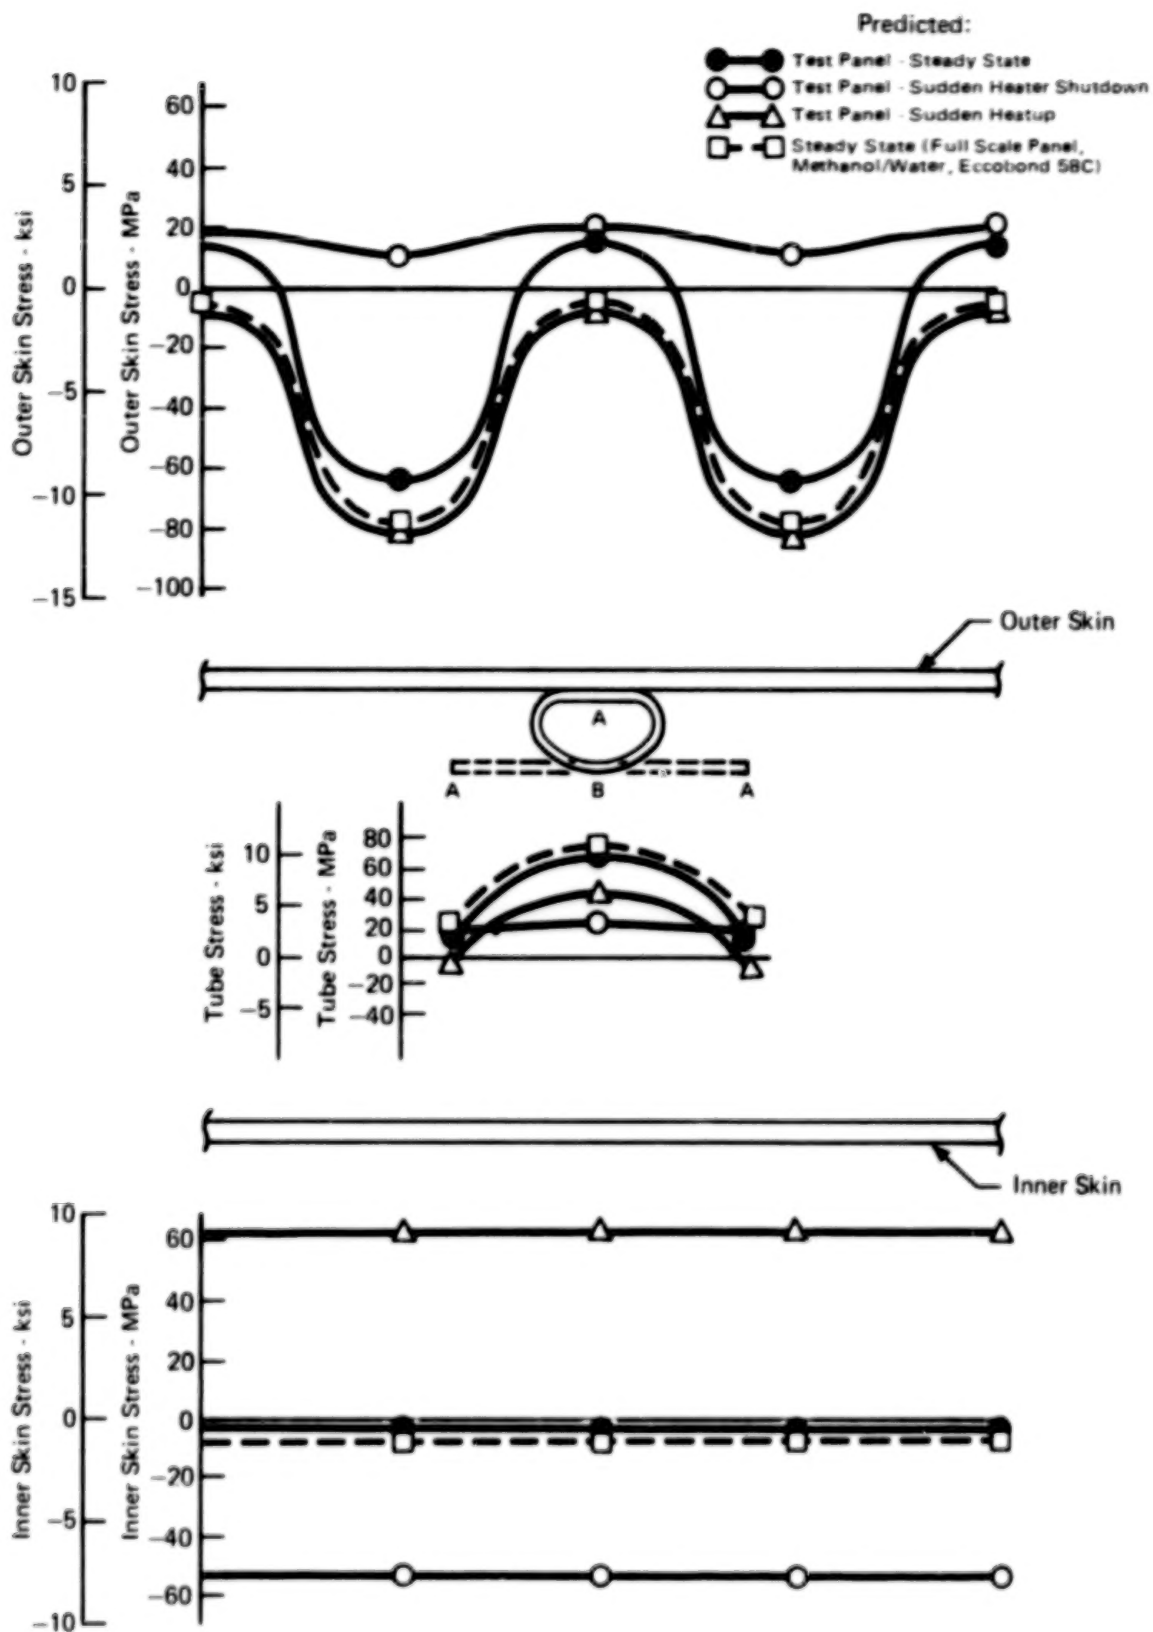 Predicted:
Test Panel - Steady State
Test Panel - Sudden Heater Shutdown
Test Panel - Sudden Heatup
Steady State (Full Scale Panel,
Methanol/Water, Eccobond 58C)
Outer Skin Stress - ksi
10
5
0
−5
−10
−15
Outer Skin Stress - MPa
60
40
20
0
−20
−40
−60
−80
−100
Outer Skin
A
A
B
A
Tube Stress - ksi
10
5
0
−5
Tube Stress - MPa
80
60
40
20
0
−20
−40
Inner Skin
Inner Skin Stress - ksi
10
5
0
−5
−10
Inner Skin Stress - MPa
60
40
20
0
−20
−40
−60